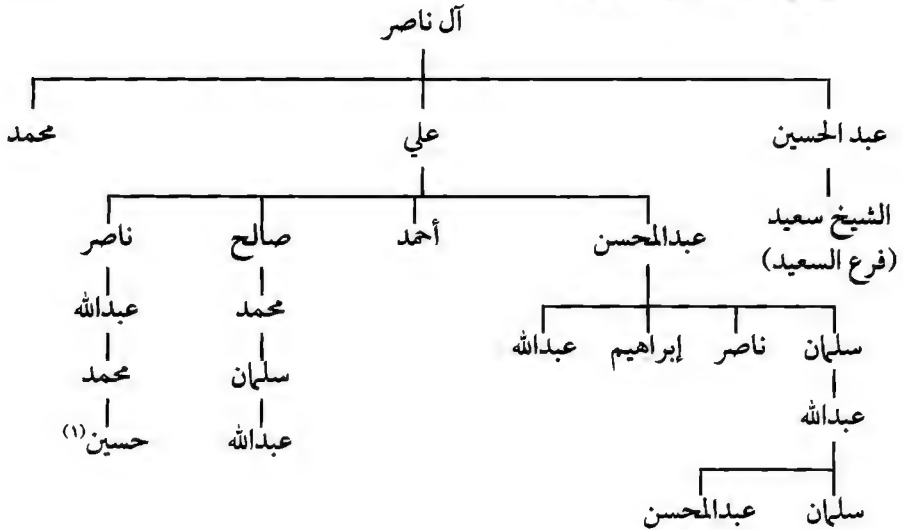 آل ناصر
عبد الحسين علي محمد
الشيخ سعيد
(فرع السعيد)
عبدالمحسن أحمد صالح ناصر
محمد عبدالله
سلمان ناصر إبراهيم عبدالله
سلمان محمد
عبدالله
عبدالله حسين(١)
سلمان عبدالمحسن